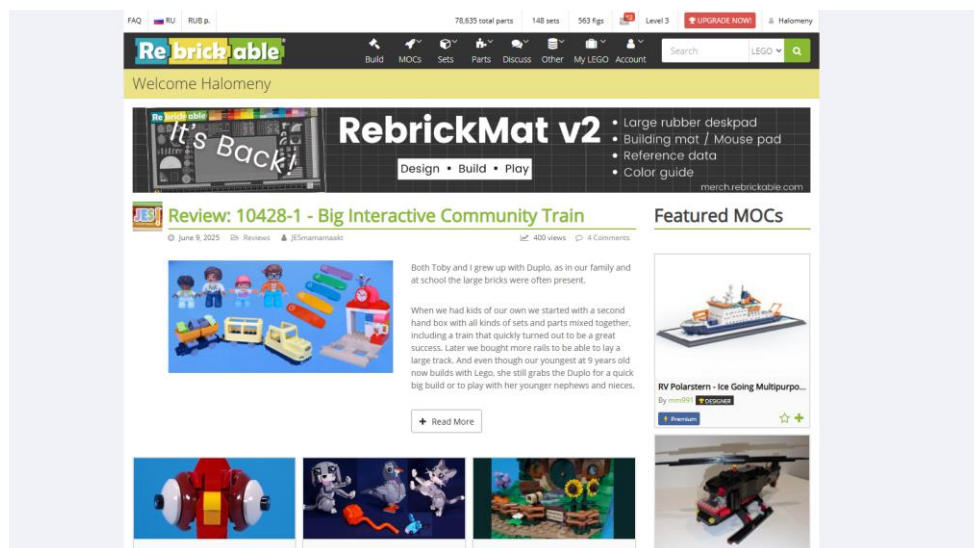 FAQ RU RUB р. 78,635 total parts 148 sets 563 figs Level 3 UPGRADE NOW! Halomeny
Rebrickable
Build MOCs Sets Parts Discuss Other My LEGO Account Search LEGO
Welcome Halomeny
Rebrickable
It's Back!
RebrickMat v2
Design • Build • Play
• Large rubber deskpad
• Building mat / Mouse pad
• Reference data
• Color guide
merch.rebrickable.com
JES
Review: 10428-1 - Big Interactive Community Train
June 9, 2025 Reviews JESmamamaakt 400 views 4 Comments
Both Toby and I grew up with Duplo, as in our family and
at school the large bricks were often present.
When we had kids of our own we started with a second
hand box with all kinds of sets and parts mixed together,
including a train that quickly turned out to be a great
success. Later we bought more rails to be able to lay a
large track. And even though our youngest at 9 years old
now builds with Lego, she still grabs the Duplo for a quick
big build or to play with her younger nephews and nieces.
+ Read More
Featured MOCs
RV Polarstern - Ice Going Multipurpo...
By mm991 DESIGNER
Premium